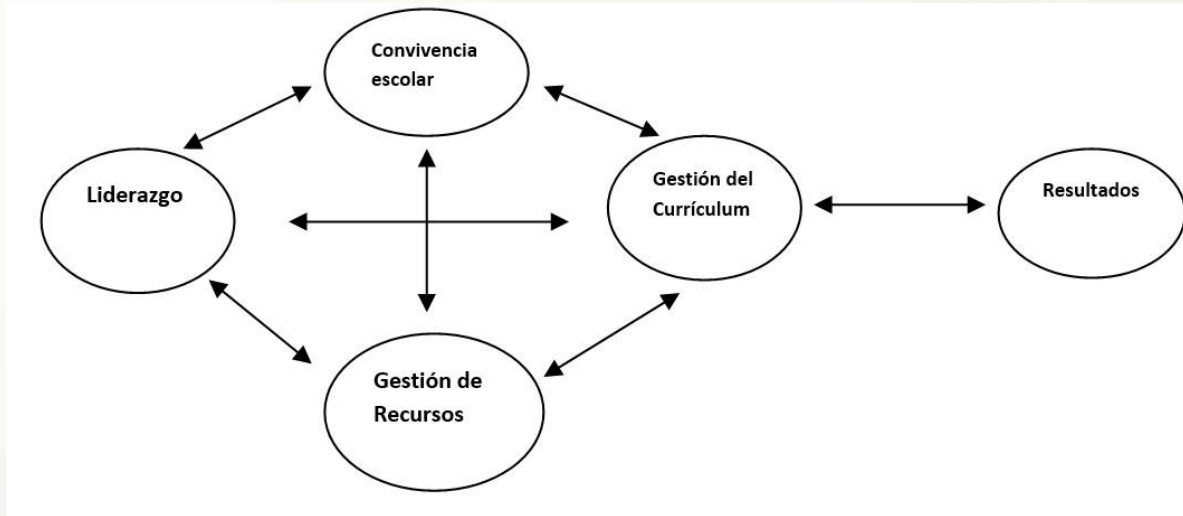 Convivencia
escolar
Liderazgo
Gestión del
Currículum
Resultados
Gestión de
Recursos